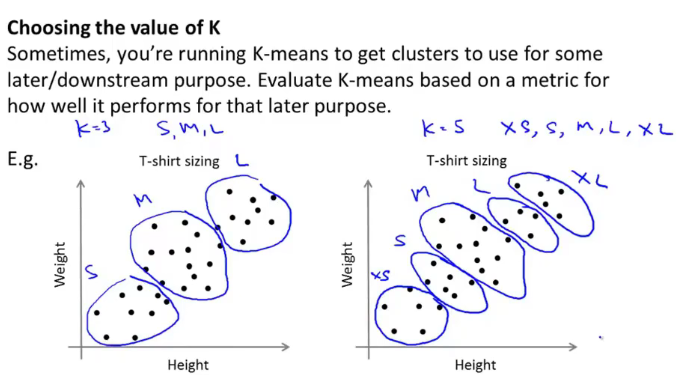 Choosing the value of K
Sometimes, you're running K-means to get clusters to use for some
later/downstream purpose. Evaluate K-means based on a metric for
how well it performs for that later purpose.
K=3 S,M,L
K=5 XS, S, M, L, XL
E.g.
T-shirt sizing
L
M
S
Weight
Height
T-shirt sizing
XL
L
M
S
XS
Weight
Height